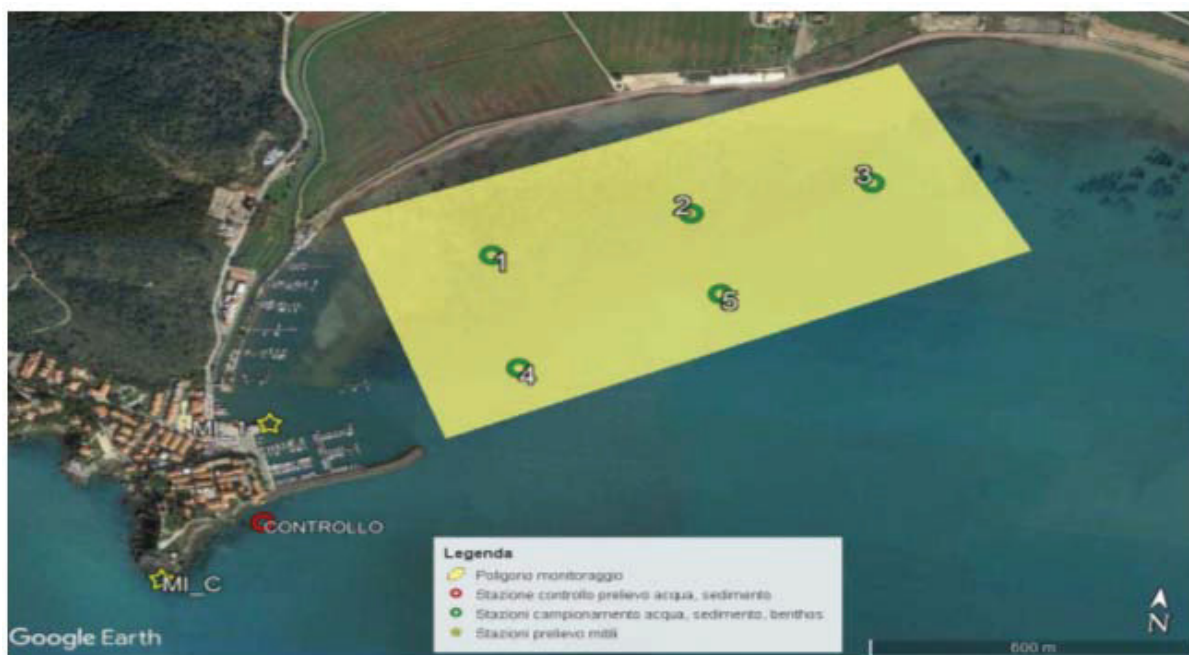 3
2
1
5
4
MI_1
CONTROLLO
MI_C
Legenda
Poligono monitoraggio
Stazione controllo prelievo acqua, sedimento
Stazioni campionamento acqua, sedimento, benthos
Stazioni prelievo mitili
Google Earth
N
600 m